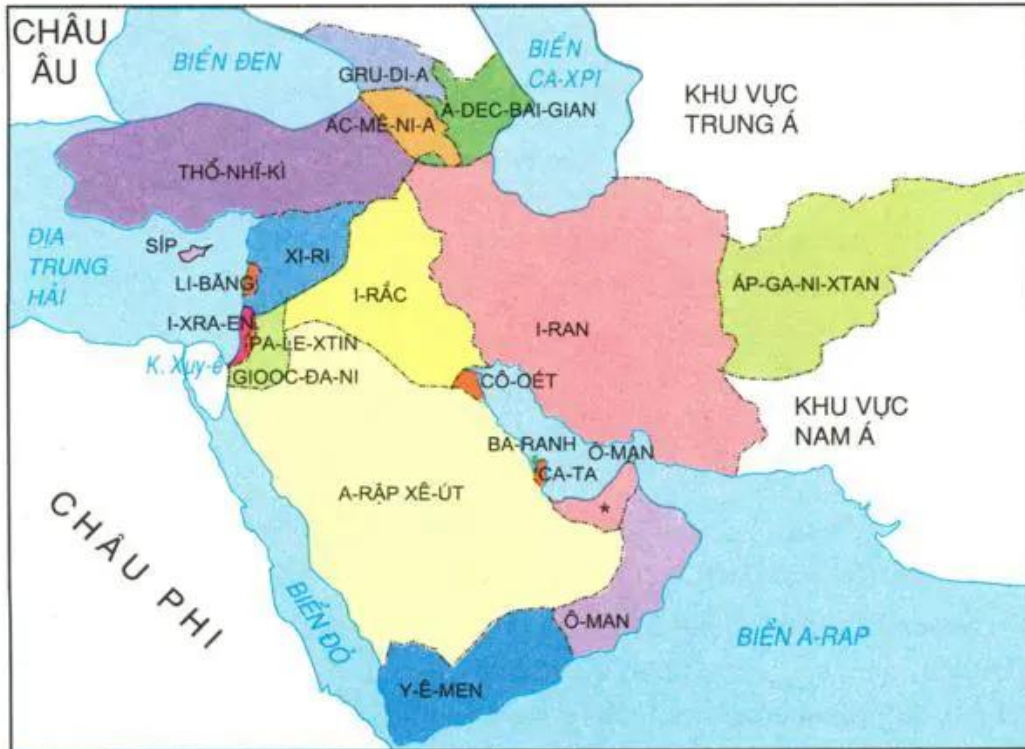 CHÂU
ÂU
BIỂN ĐEN
BIỂN
CA-XPI
GRU-DI-A
A-DEC-BAI-GIAN
AC-MÊ-NI-A
KHU VỰC
TRUNG Á
THỔ-NHĨ-KÌ
ĐỊA
TRUNG
HẢI
SÍP
XI-RI
LI-BĂNG
I-RẮC
I-RAN
ÁP-GA-NI-XTAN
I-XRA-EN
PA-LE-XTIN
K. Xuy-ê
GIOOC-ĐA-NI
CÔ-OÉT
KHU VỰC
NAM Á
BA-RANH
Ô-MAN
CA-TA
A-RẬP XÊ-ÚT
*
CHÂU PHI
BIỂN ĐỎ
Ô-MAN
BIỂN A-RAP
Y-Ê-MEN